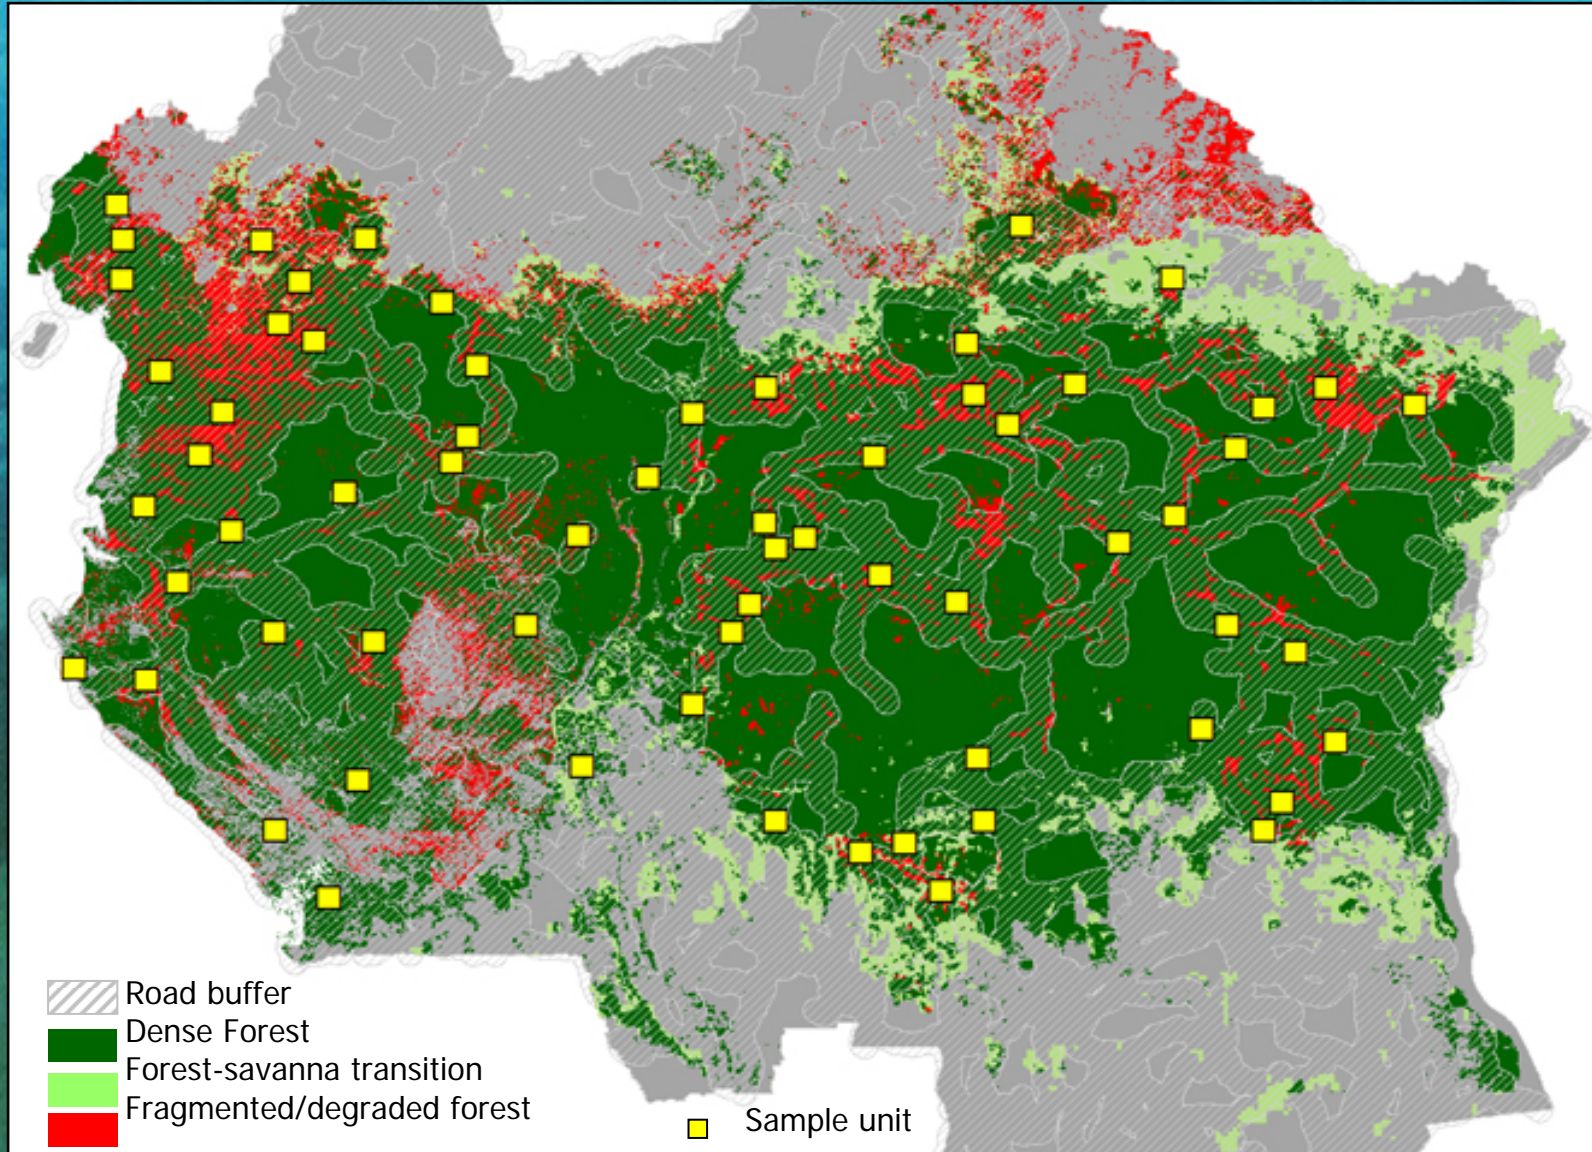 Road buffer
Dense Forest
Forest-savanna transition
Fragmented/degraded forest
Sample unit